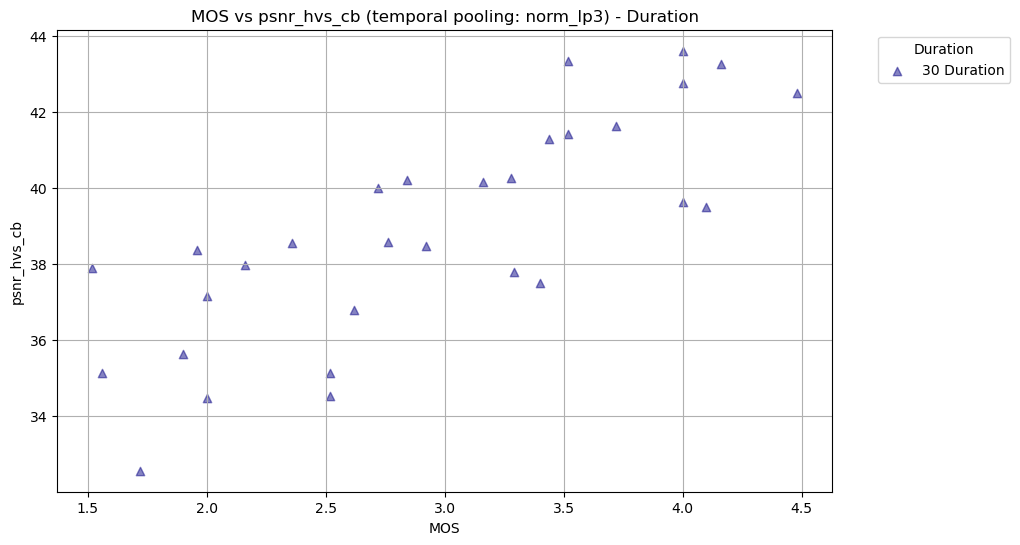 MOS vs psnr_hvs_cb (temporal pooling: norm_lp3) - Duration
Duration
30 Duration
psnr_hvs_cb
44
42
40
38
36
34
1.5 2.0 2.5 3.0 3.5 4.0 4.5
MOS